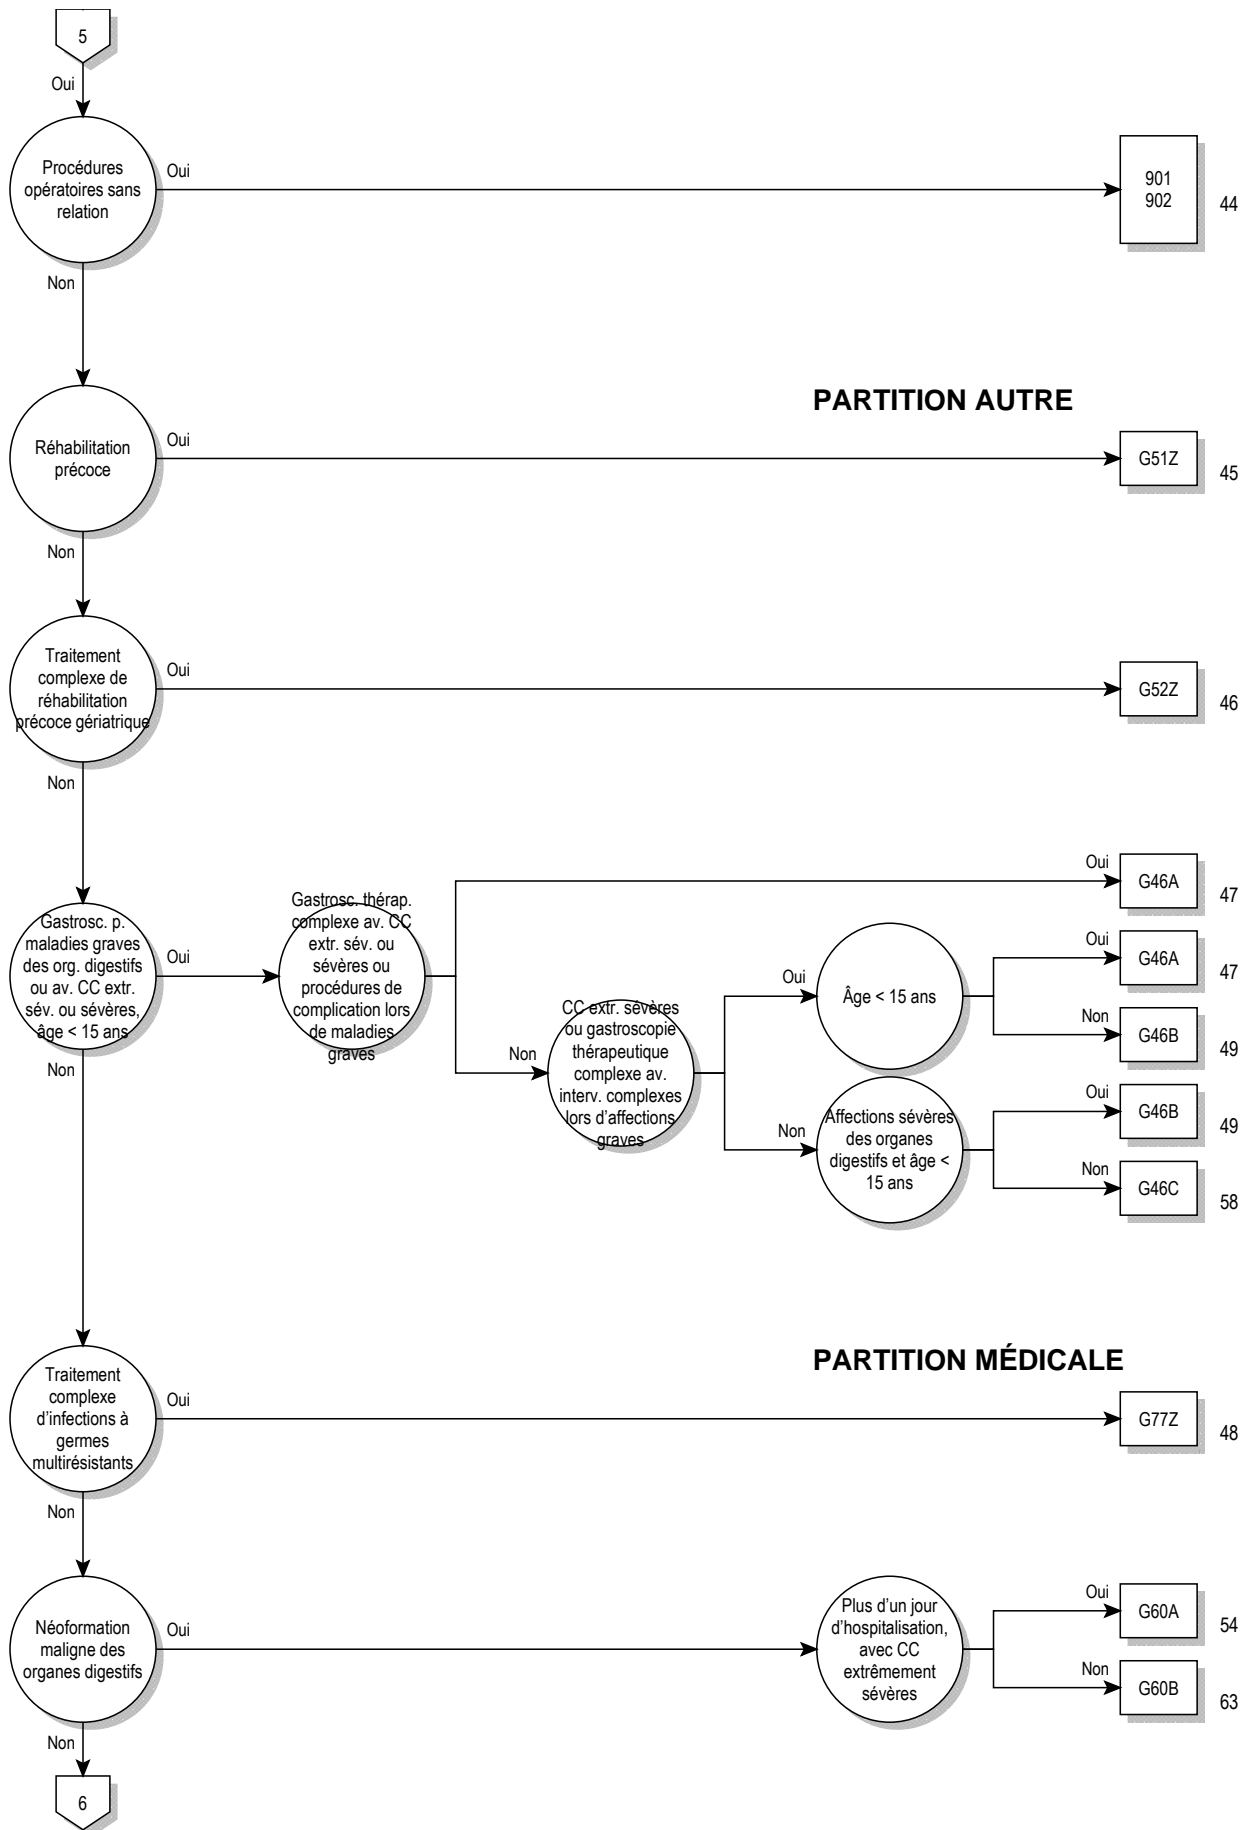 5
Oui
Procédures
opératoires sans
relation
Oui
901
902
44
Non
PARTITION AUTRE
Réhabilitation
précoce
Oui
G51Z
45
Non
Traitement
complexe de
réhabilitation
précoce gériatrique
Oui
G52Z
46
Non
Gastrosc. p.
maladies graves
des org. digestifs
ou av. CC extr.
sév. ou sévères,
âge < 15 ans
Oui
Gastrosc. thérap.
complexe av. CC
extr. sév. ou
sévères ou
procédures de
complication lors
de maladies
graves
Oui
G46A
47
Non
CC extr. sévères
ou gastroscopie
thérapeutique
complexe av.
interv. complexes
lors d'affections
graves
Oui
Âge < 15 ans
Oui
G46A
47
Non
G46B
49
Non
Affections sévères
des organes
digestifs et âge <
15 ans
Oui
G46B
49
Non
G46C
58
Non
PARTITION MÉDICALE
Traitement
complexe
d'infections à
germes
multirésistants
Oui
G77Z
48
Non
Néoformation
maligne des
organes digestifs
Oui
Plus d'un jour
d'hospitalisation,
avec CC
extrêmement
sévères
Oui
G60A
54
Non
G60B
63
Non
6